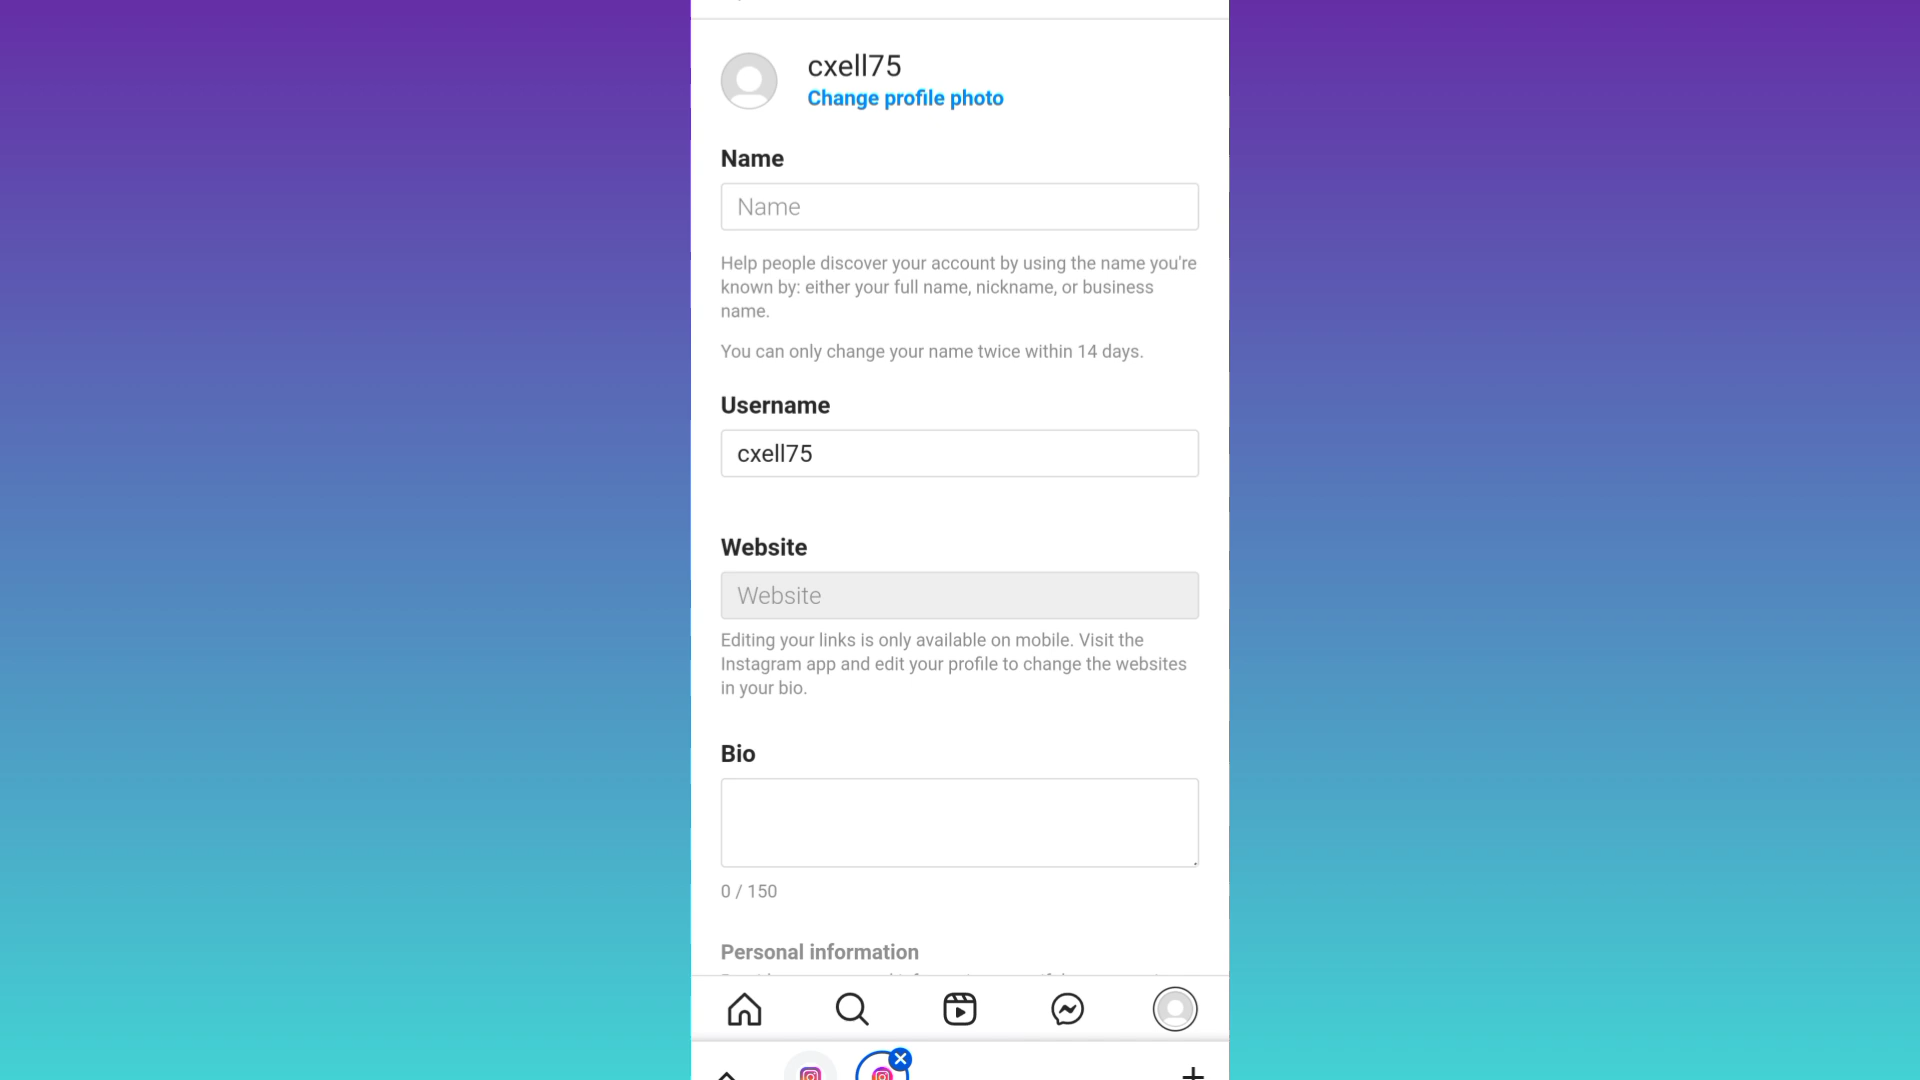 cxell75
Change profile photo
Name
Name
Help people discover your account by using the name you're
known by: either your full name, nickname, or business
name.
You can only change your name twice within 14 days.
Username
cxell75
Website
Website
Editing your links is only available on mobile. Visit the
Instagram app and edit your profile to change the websites
in your bio.
Bio
0 / 150
Personal information